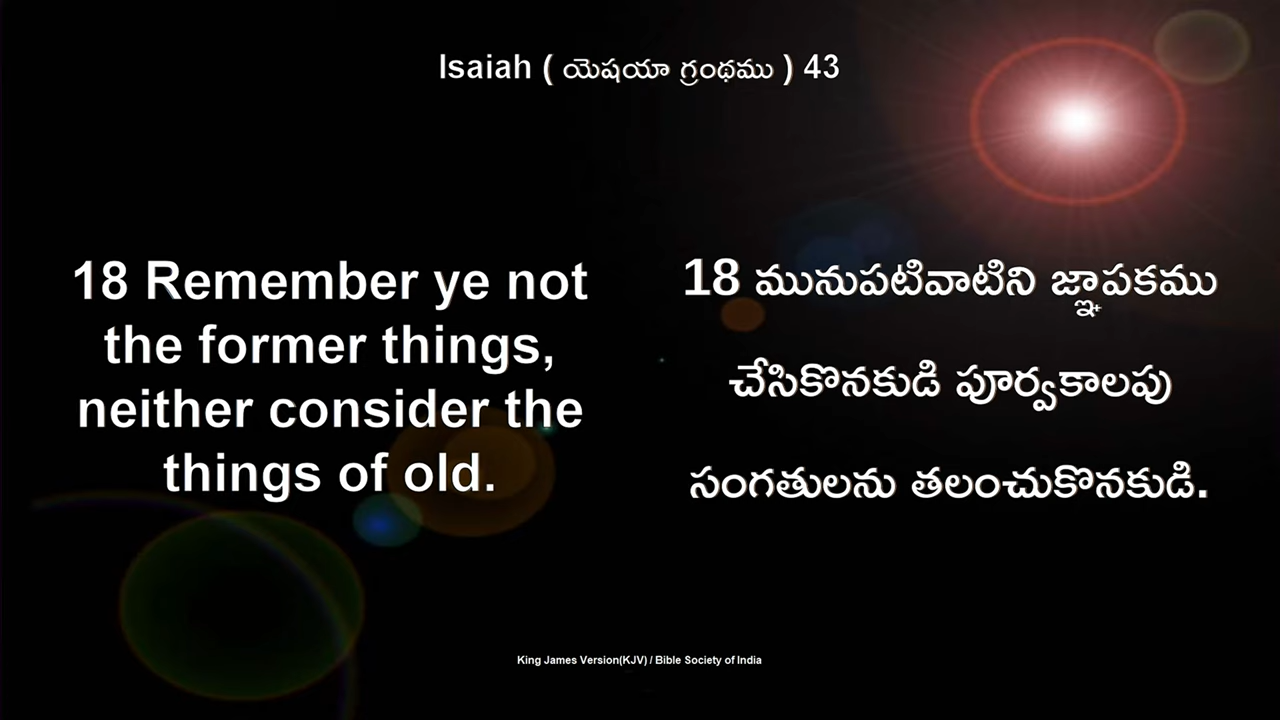 Isaiah ( యెషయా గ్రంథము ) 43
18 Remember ye not
the former things,
neither consider the
things of old.
18 మునుపటివాటిని జ్ఞాపకము
చేసికొనకుడి పూర్వకాలపు
సంగతులను తలంచుకొనకుడి.
King James Version(KJV) / Bible Society of India